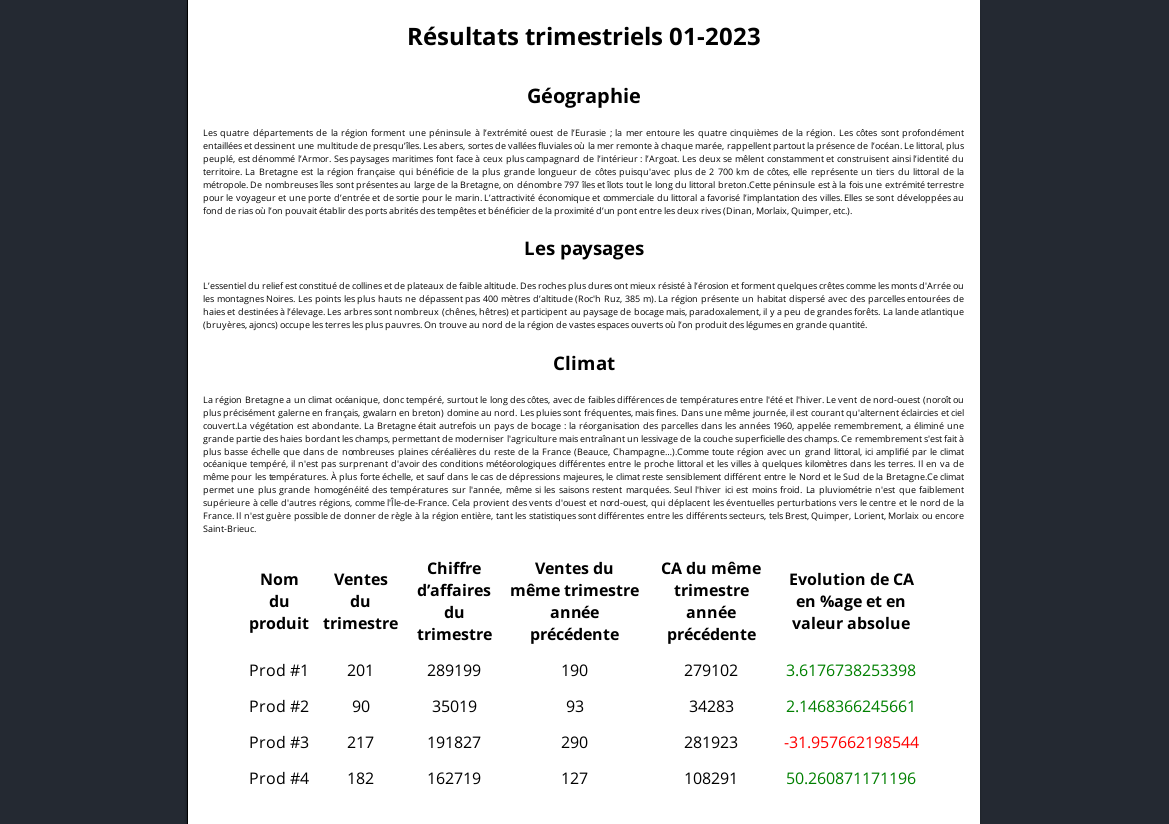 Résultats trimestriels 01-2023
Géographie
Les quatre départements de la région forment une péninsule à l'extrémité ouest de l'Eurasie ; la mer entoure les quatre cinquièmes de la région. Les côtes sont profondément
entaillées et dessinent une multitude de presqu'îles. Les abers, sortes de vallées fluviales où la mer remonte à chaque marée, rappellent partout la présence de l'océan. Le littoral, plus
peuplé, est dénommé l'Armor. Ses paysages maritimes font face à ceux plus campagnard de l'intérieur : l'Argoat. Les deux se mêlent constamment et construisent ainsi l'identité du
territoire. La Bretagne est la région française qui bénéficie de la plus grande longueur de côtes puisqu'avec plus de 2 700 km de côtes, elle représente un tiers du littoral de la
métropole. De nombreuses îles sont présentes au large de la Bretagne, on dénombre 797 îles et îlots tout le long du littoral breton.Cette péninsule est à la fois une extrémité terrestre
pour le voyageur et une porte d'entrée et de sortie pour le marin. L'attractivité économique et commerciale du littoral a favorisé l'implantation des villes. Elles se sont développées au
fond de rias où l'on pouvait établir des ports abrités des tempêtes et bénéficier de la proximité d'un pont entre les deux rives (Dinan, Morlaix, Quimper, etc.).
Les paysages
L'essentiel du relief est constitué de collines et de plateaux de faible altitude. Des roches plus dures ont mieux résisté à l'érosion et forment quelques crêtes comme les monts d'Arrée ou
les montagnes Noires. Les points les plus hauts ne dépassent pas 400 mètres d'altitude (Roc'h Ruz, 385 m). La région présente un habitat dispersé avec des parcelles entourées de
haies et destinées à l'élevage. Les arbres sont nombreux (chênes, hêtres) et participent au paysage de bocage mais, paradoxalement, il y a peu de grandes forêts. La lande atlantique
(bruyères, ajoncs) occupe les terres les plus pauvres. On trouve au nord de la région de vastes espaces ouverts où l'on produit des légumes en grande quantité.
Climat
La région Bretagne a un climat océanique, donc tempéré, surtout le long des côtes, avec de faibles différences de températures entre l'été et l'hiver. Le vent de nord-ouest (noroît ou
plus précisément galerne en français, gwalarn en breton) domine au nord. Les pluies sont fréquentes, mais fines. Dans une même journée, il est courant qu'alternent éclaircies et ciel
couvert.La végétation est abondante. La Bretagne était autrefois un pays de bocage : la réorganisation des parcelles dans les années 1960, appelée remembrement, a éliminé une
grande partie des haies bordant les champs, permettant de moderniser l'agriculture mais entraînant un lessivage de la couche superficielle des champs. Ce remembrement s'est fait à
plus basse échelle que dans de nombreuses plaines céréalières du reste de la France (Beauce, Champagne...).Comme toute région avec un grand littoral, ici amplifié par le climat
océanique tempéré, il n'est pas surprenant d'avoir des conditions météorologiques différentes entre le proche littoral et les villes à quelques kilomètres dans les terres. Il en va de
même pour les températures. À plus forte échelle, et sauf dans le cas de dépressions majeures, le climat reste sensiblement différent entre le Nord et le Sud de la Bretagne.Ce climat
permet une plus grande homogénéité des températures sur l'année, même si les saisons restent marquées. Seul l'hiver ici est moins froid. La pluviométrie n'est que faiblement
supérieure à celle d'autres régions, comme l'Île-de-France. Cela provient des vents d'ouest et nord-ouest, qui déplacent les éventuelles perturbations vers le centre et le nord de la
France. Il n'est guère possible de donner de règle à la région entière, tant les statistiques sont différentes entre les différents secteurs, tels Brest, Quimper, Lorient, Morlaix ou encore
Saint-Brieuc.
Nom du produit Ventes du trimestre Chiffre d'affaires du trimestre Ventes du même trimestre année précédente CA du même trimestre année précédente Evolution de CA en %age et en valeur absolue
Prod #1 201 289199 190 279102 3.6176738253398
Prod #2 90 35019 93 34283 2.1468366245661
Prod #3 217 191827 290 281923 -31.957662198544
Prod #4 182 162719 127 108291 50.260871171196